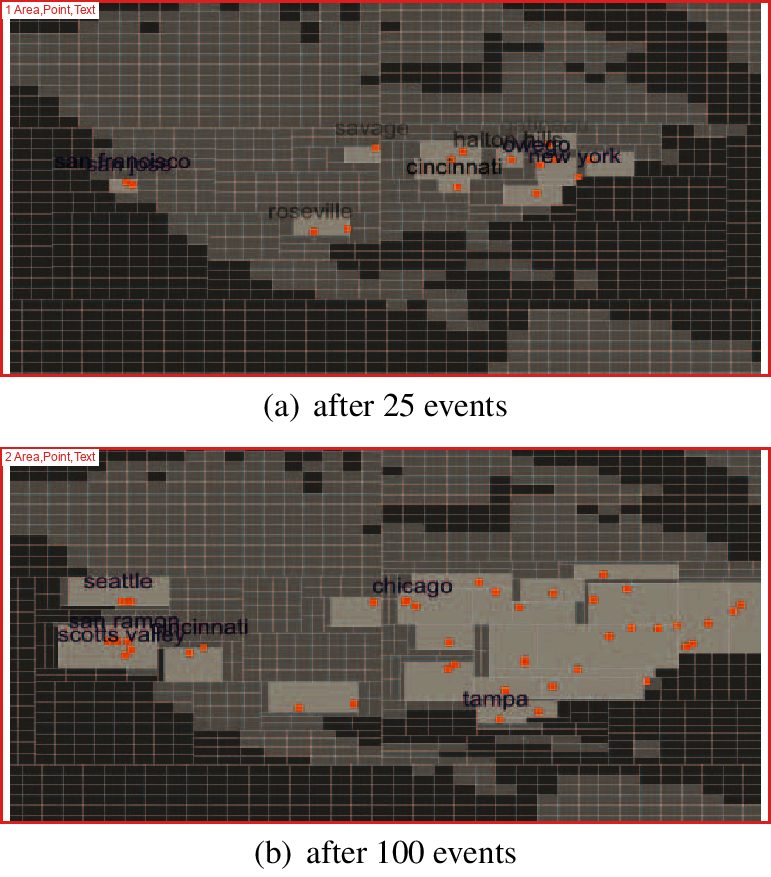 1 Area,Point,Text
savage
halton hills
owego
new york
san francisco
san jose
cincinnati
roseville
(a) after 25 events
2 Area,Point,Text
seattle
chicago
san ramon
scotts valley
cincinnati
tampa
(b) after 100 events